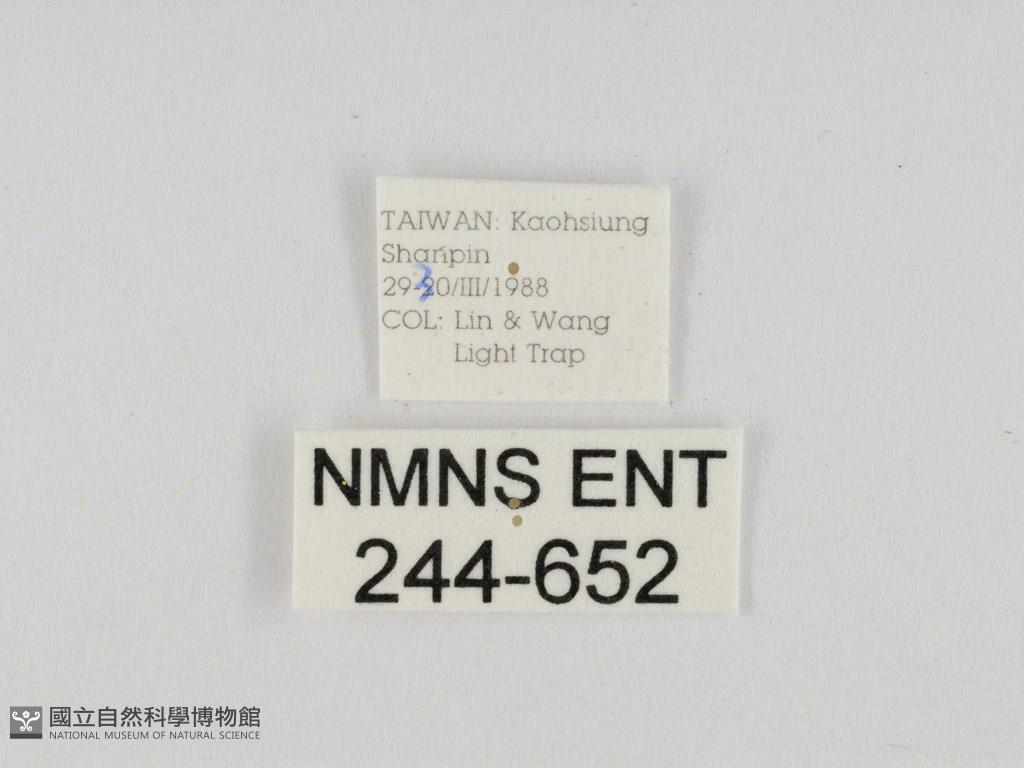 TAIWAN: Kaohsiung
Shanpin
29-30/III/1988
COL: Lin & Wang
Light Trap
NMNS ENT
244-652
國立自然科學博物館
NATIONAL MUSEUM OF NATURAL SCIENCE